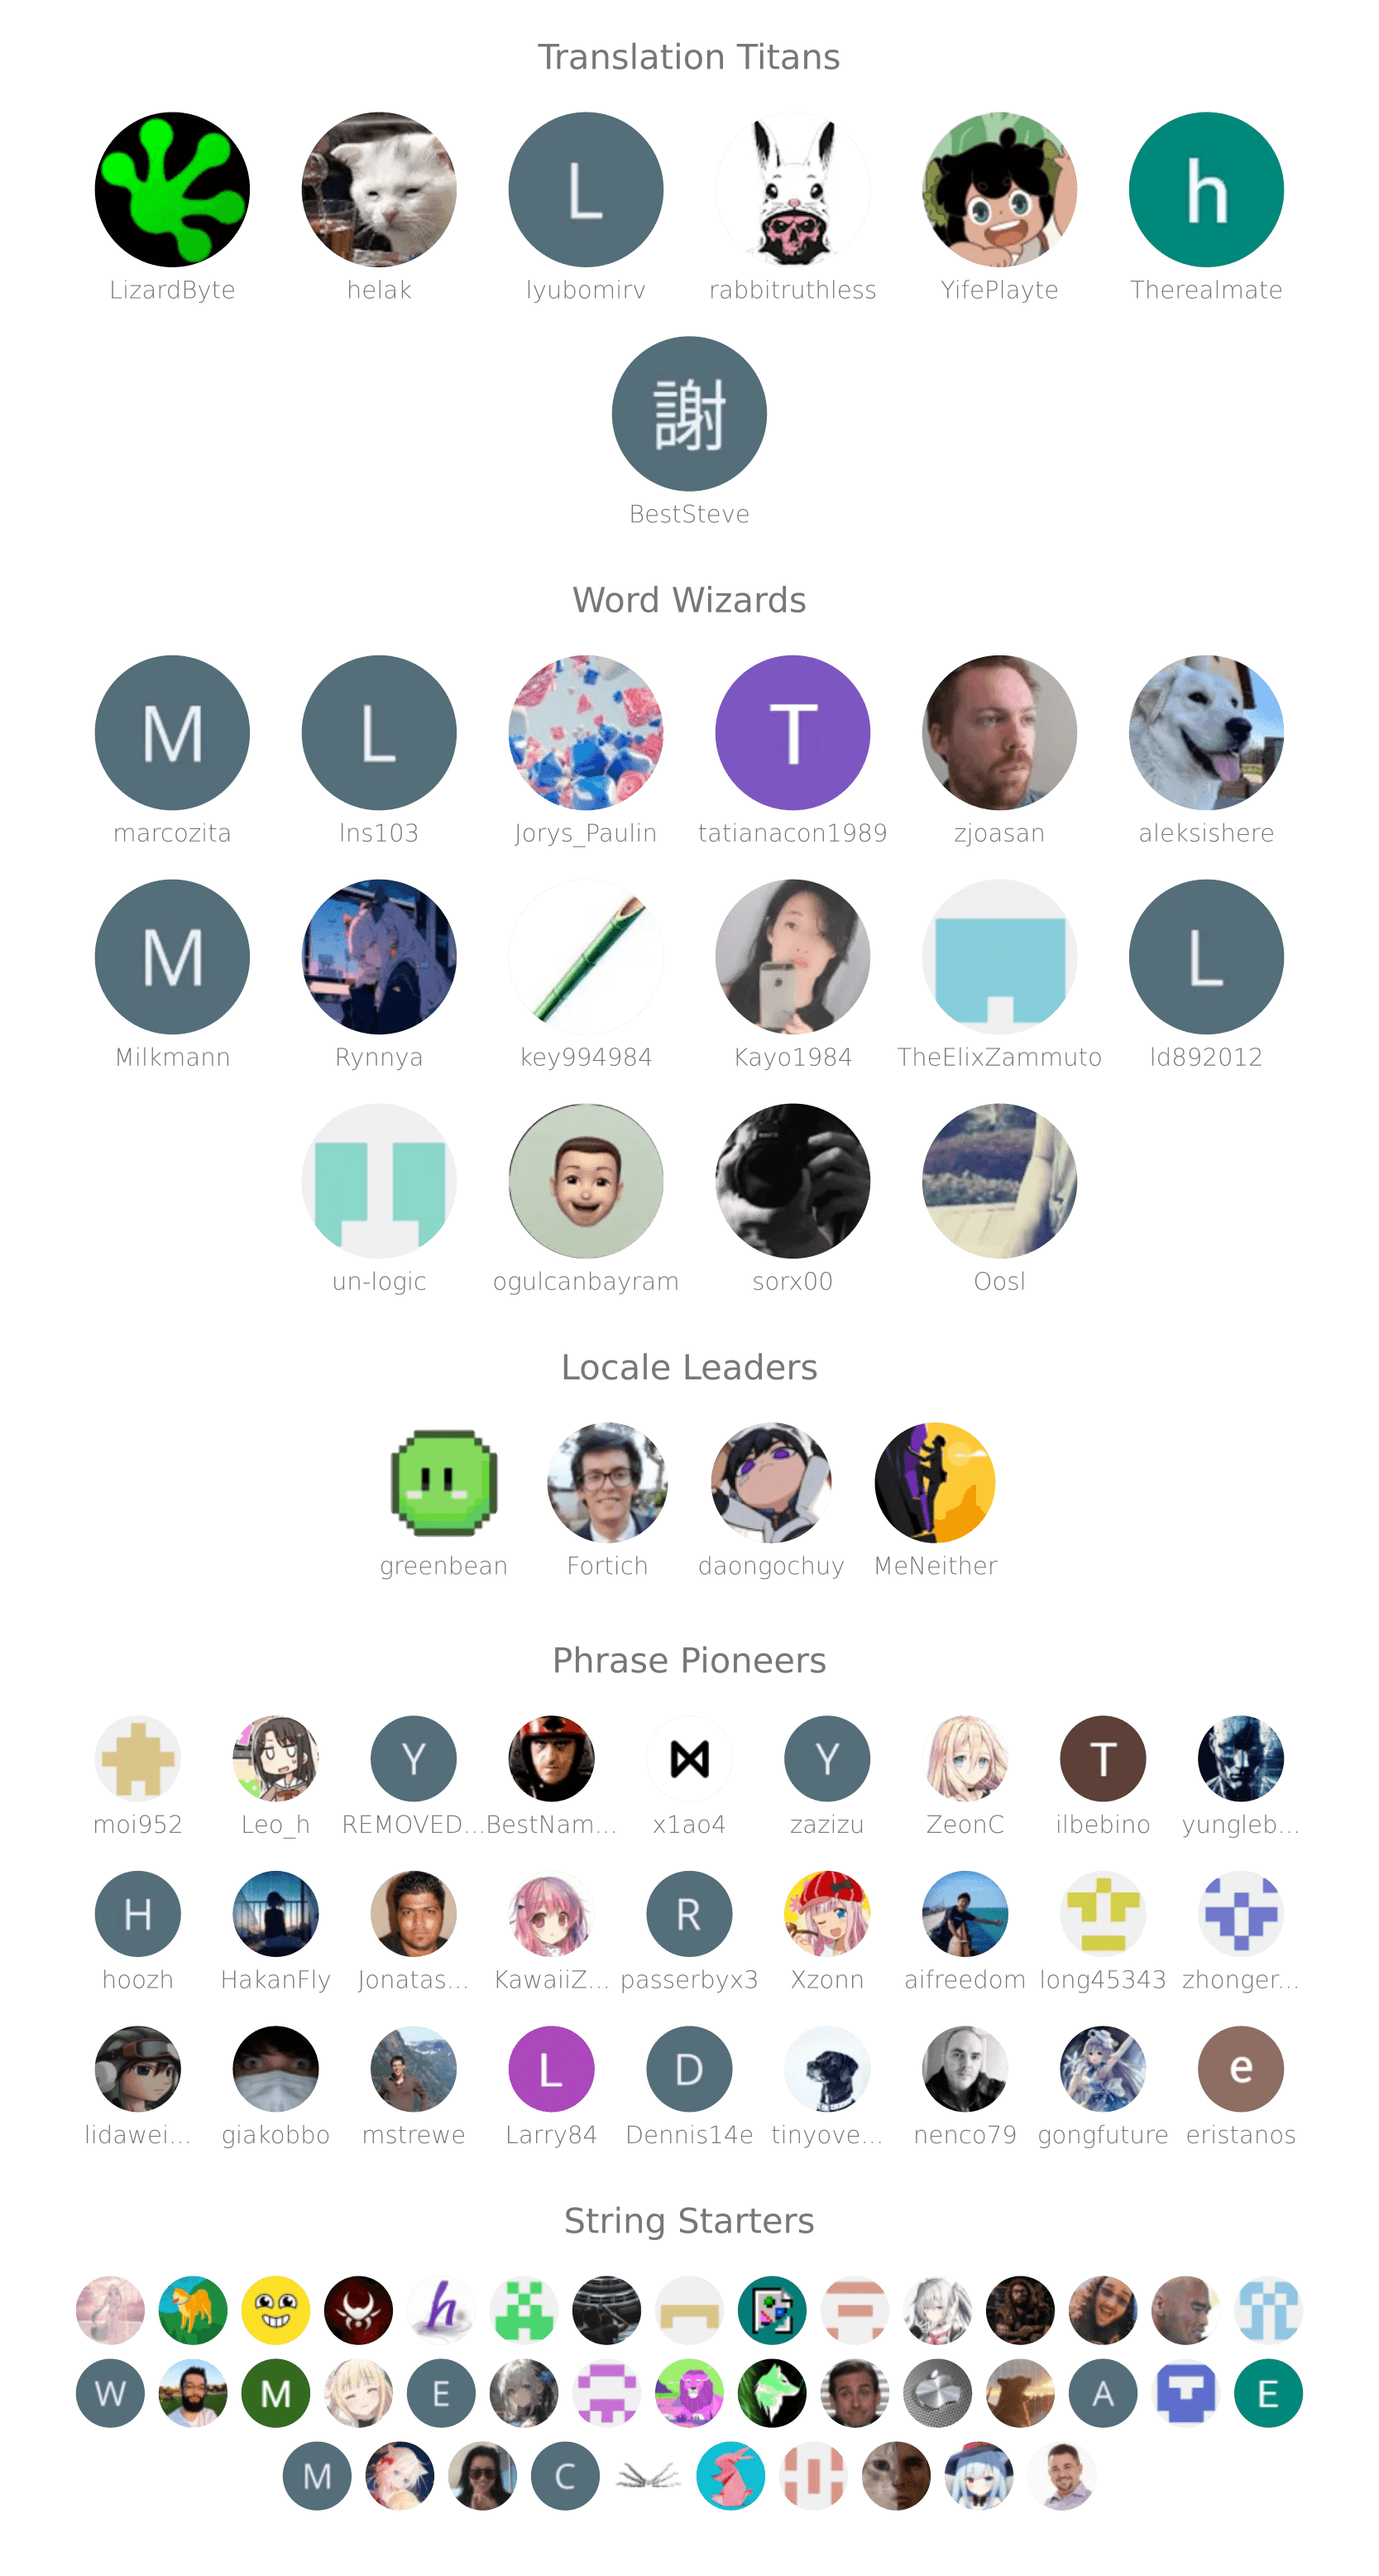 Translation Titans
L h
LizardByte helak lyubomirv rabbitruthless YifePlayte Therealmate
謝
BestSteve
Word Wizards
M L T
marcozita lns103 Jorys_Paulin tatianacon1989 zjoasan aleksishere
M L
Milkmann Rynnya key994984 Kayo1984 TheElixZammuto ld892012
un-logic ogulcanbayram sorx00 Oosl
Locale Leaders
greenbean Fortich daongochuy MeNeither
Phrase Pioneers
Y Y T
moi952 Leo_h REMOVED... BestNam... x1ao4 zazizu ZeonC ilbebino yungleb...
H R
hoozh HakanFly Jonatas... KawaiiZ... passerbyx3 Xzonn aifreedom long45343 zhonger...
L D e
lidawei... giakobbo mstrewe Larry84 Dennis14e tinyove... nenco79 gongfuture eristanos
String Starters
h
W M E A E
M C